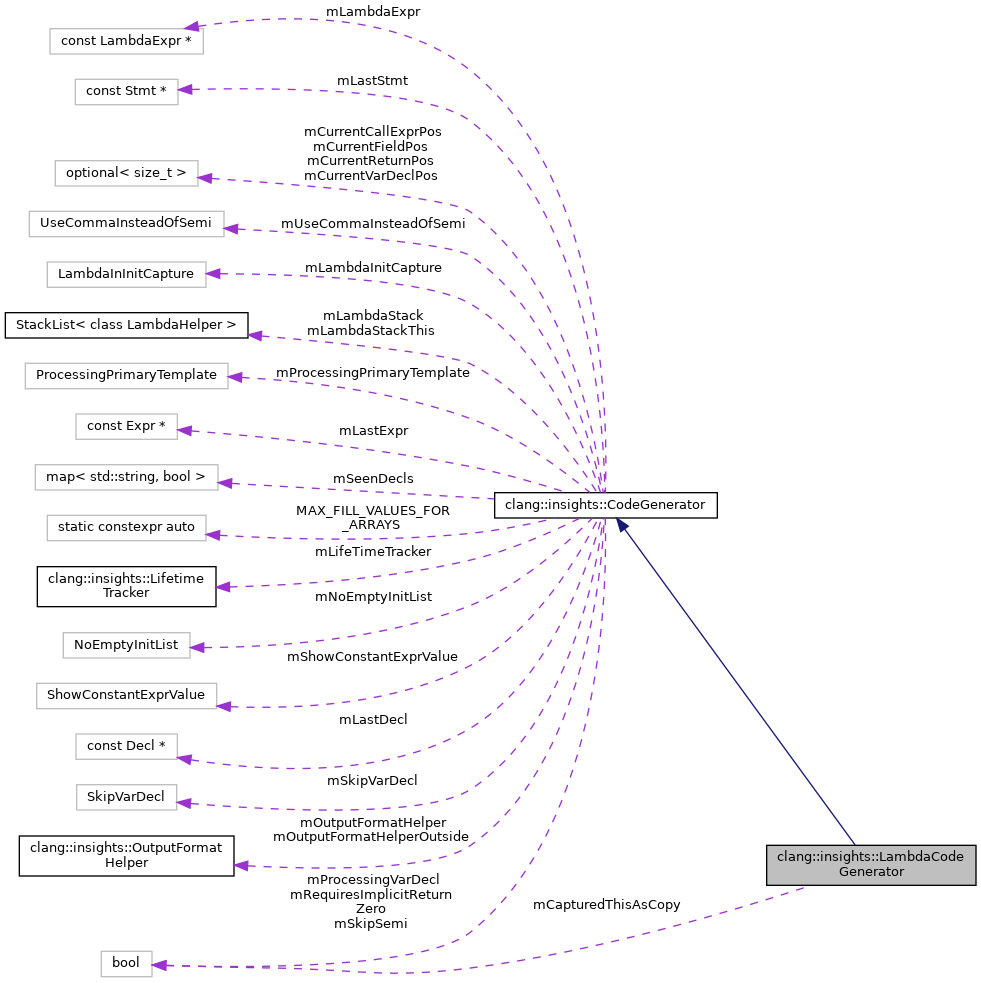 mLambdaExpr
const LambdaExpr *
mLastStmt
const Stmt *
mCurrentCallExprPos
mCurrentFieldPos
mCurrentReturnPos
mCurrentVarDeclPos
optional< size_t >
UseCommaInsteadOfSemi
mUseCommaInsteadOfSemi
LambdaInInitCapture
mLambdaInitCapture
StackList< class LambdaHelper >
mLambdaStack
mLambdaStackThis
ProcessingPrimaryTemplate
mProcessingPrimaryTemplate
const Expr *
mLastExpr
map< std::string, bool >
mSeenDecls
clang::insights::CodeGenerator
MAX_FILL_VALUES_FOR
_ARRAYS
static constexpr auto
mLifeTimeTracker
clang::insights::Lifetime
Tracker
mNoEmptyInitList
NoEmptyInitList
mShowConstantExprValue
ShowConstantExprValue
mLastDecl
const Decl *
mSkipVarDecl
SkipVarDecl
mOutputFormatHelper
mOutputFormatHelperOutside
clang::insights::OutputFormat
Helper
clang::insights::LambdaCode
Generator
mProcessingVarDecl
mRequiresImplicitReturn
Zero
mSkipSemi
mCapturedThisAsCopy
bool